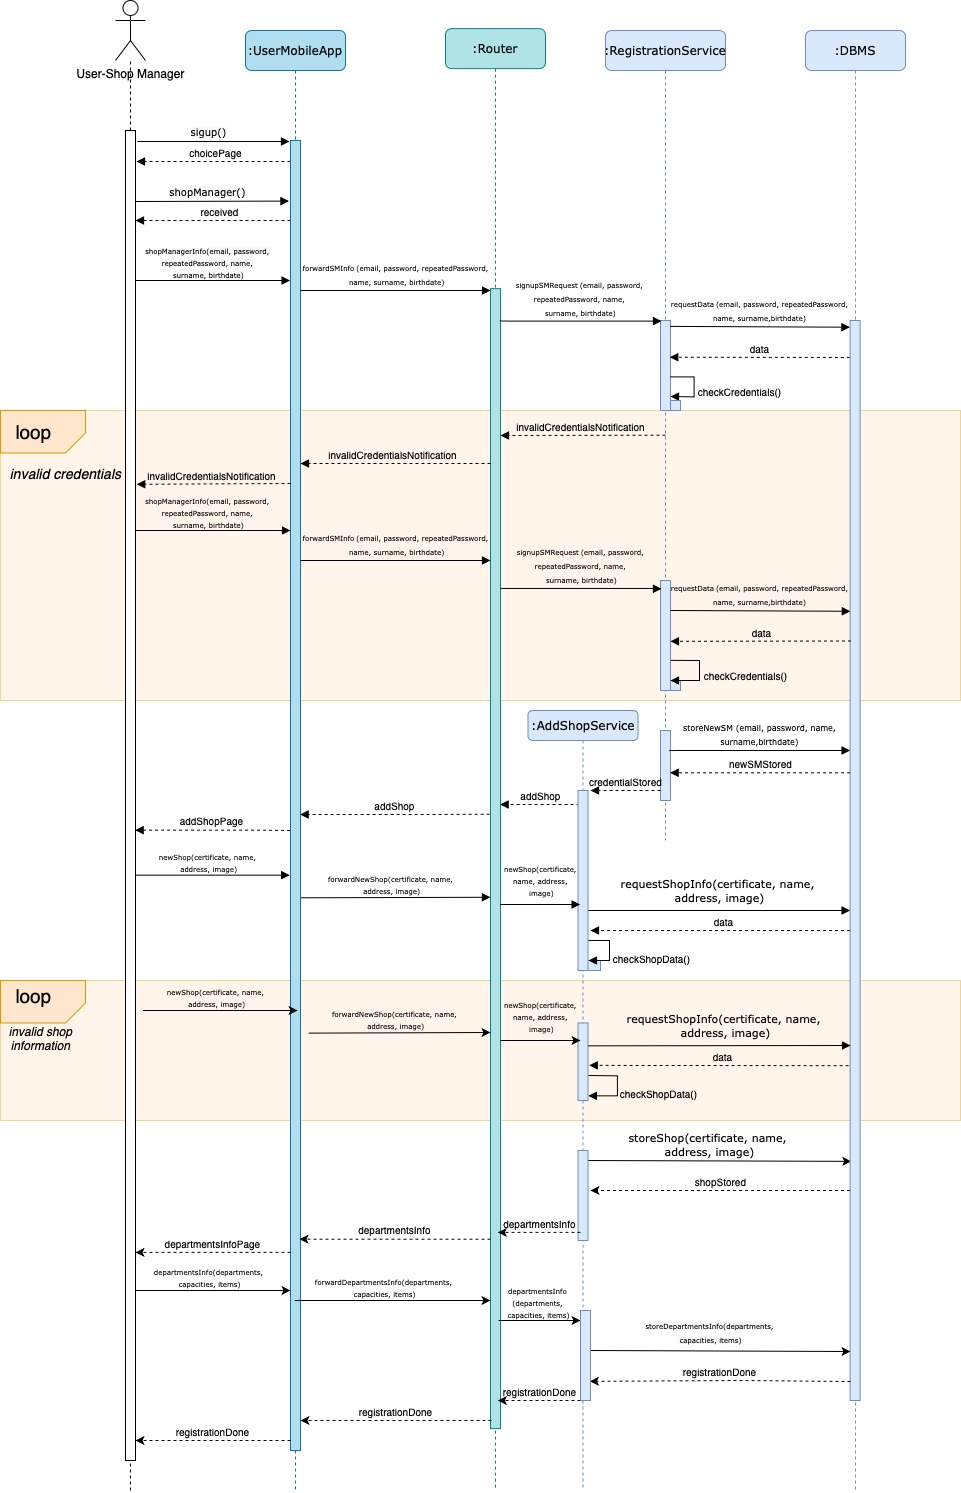 :UserMobileApp
:Router
:RegistrationService
:DBMS
User-Shop Manager
sigup()
choicePage
shopManager()
received
shopManagerInfo(email, password,
repeatedPassword, name,
surname, birthdate)
forwardSMInfo (email, password, repeatedPassword,
name, surname, birthdate)
signupSMRequest (email, password,
repeatedPassword, name,
surname, birthdate)
requestData (email, password, repeatedPassword,
name, surname,birthdate)
data
checkCredentials()
loop
invalid credentials
invalidCredentialsNotification
invalidCredentialsNotification
invalidCredentialsNotification
shopManagerInfo(email, password,
repeatedPassword, name,
surname, birthdate)
forwardSMInfo (email, password, repeatedPassword,
name, surname, birthdate)
signupSMRequest (email, password,
repeatedPassword, name,
surname, birthdate)
requestData (email, password, repeatedPassword,
name, surname,birthdate)
data
checkCredentials()
:AddShopService
storeNewSM (email, password, name,
surname,birthdate)
newSMStored
credentialStored
addShop
addShop
addShopPage
newShop(certificate, name,
address, image)
forwardNewShop(certificate, name,
address, image)
newShop(certificate,
name, address,
image)
requestShopInfo(certificate, name,
address, image)
data
checkShopData()
loop
invalid shop
information
newShop(certificate, name,
address, image)
forwardNewShop(certificate, name,
address, image)
newShop(certificate,
name, address,
image)
requestShopInfo(certificate, name,
address, image)
data
checkShopData()
storeShop(certificate, name,
address, image)
shopStored
departmentsInfo
departmentsInfo
departmentsInfoPage
departmentsInfo(departments,
capacities, items)
forwardDepartmentsInfo(departments,
capacities, items)
departmentsInfo
(departments,
capacities, items)
storeDepartmentsInfo(departments,
capacities, items)
registrationDone
registrationDone
registrationDone
registrationDone